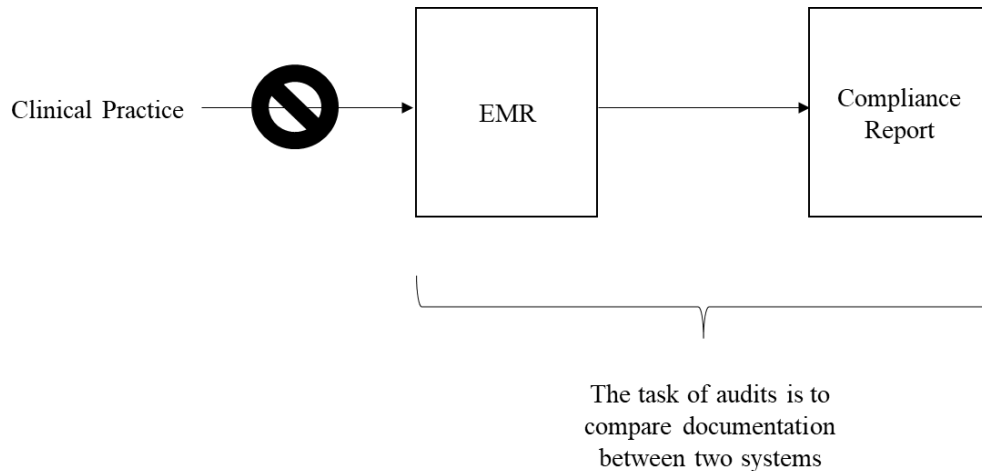 Clinical Practice
EMR
Compliance
Report
The task of audits is to
compare documentation
between two systems